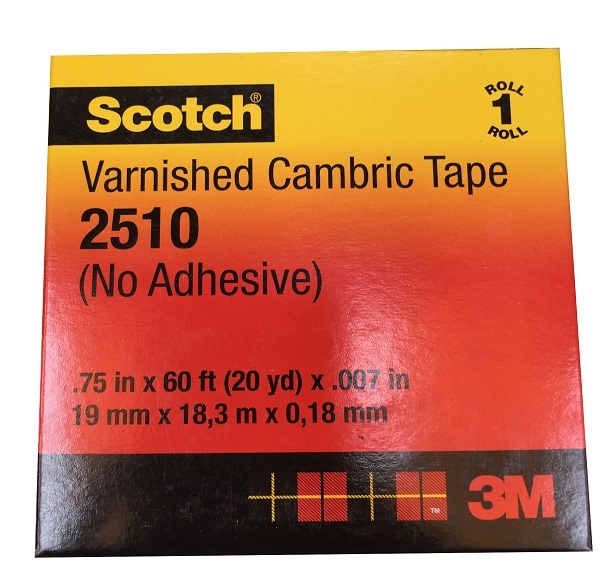 Scotch®
ROLL
1
ROLL
Varnished Cambric Tape
2510
(No Adhesive)
.75 in x 60 ft (20 yd) x .007 in
19 mm x 18,3 m x 0,18 mm
TM
3M